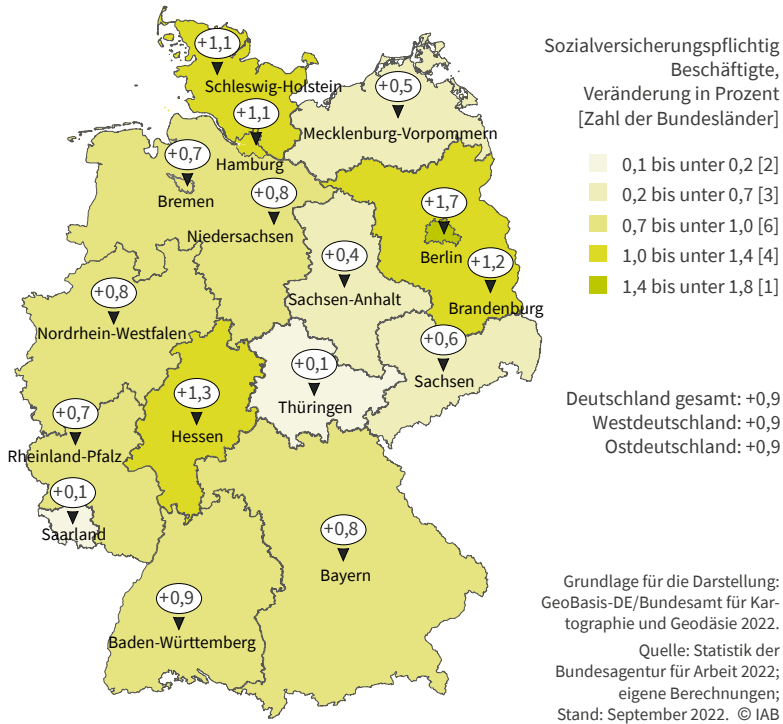 +1,1
Schleswig-Holstein
+0,5
Mecklenburg-Vorpommern
+1,1
Hamburg
+0,7
Bremen
+0,8
Niedersachsen
+1,7
Berlin
+1,2
Brandenburg
+0,4
Sachsen-Anhalt
+0,8
Nordrhein-Westfalen
+0,6
Sachsen
+0,1
Thüringen
+1,3
Hessen
+0,7
Rheinland-Pfalz
+0,1
Saarland
+0,8
Bayern
+0,9
Baden-Württemberg
Sozialversicherungspflichtig
Beschäftigte,
Veränderung in Prozent
[Zahl der Bundesländer]
0,1 bis unter 0,2 [2]
0,2 bis unter 0,7 [3]
0,7 bis unter 1,0 [6]
1,0 bis unter 1,4 [4]
1,4 bis unter 1,8 [1]
Deutschland gesamt: +0,9
Westdeutschland: +0,9
Ostdeutschland: +0,9
Grundlage für die Darstellung:
GeoBasis-DE/Bundesamt für Kar-
tographie und Geodäsie 2022.
Quelle: Statistik der
Bundesagentur für Arbeit 2022;
eigene Berechnungen;
Stand: September 2022. © IAB